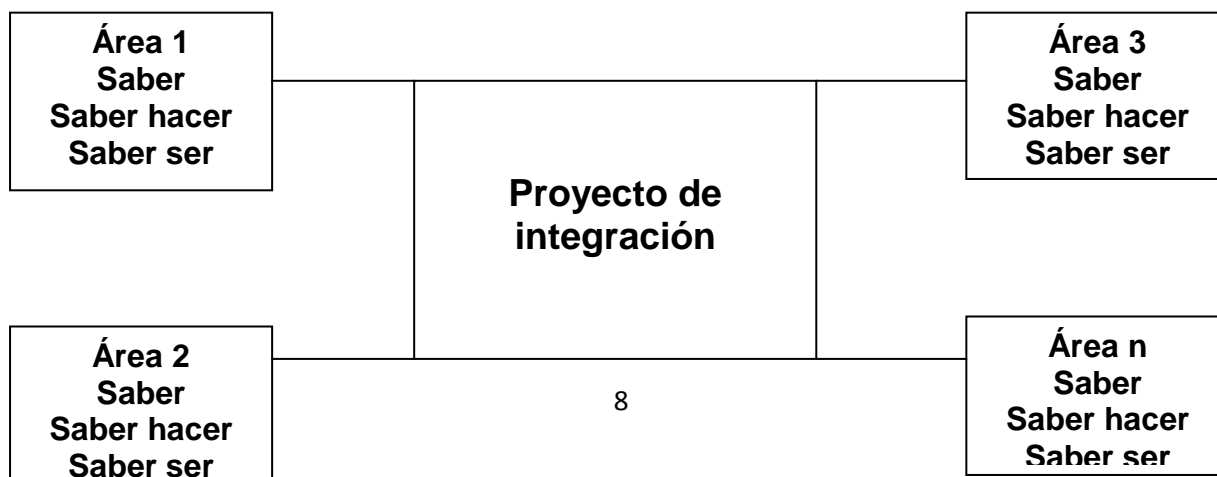 Área 1
Saber
Saber hacer
Saber ser
Área 3
Saber
Saber hacer
Saber ser
Proyecto de
integración
Área 2
Saber
Saber hacer
Saber ser
Área n
Saber
Saber hacer
Saber ser
8